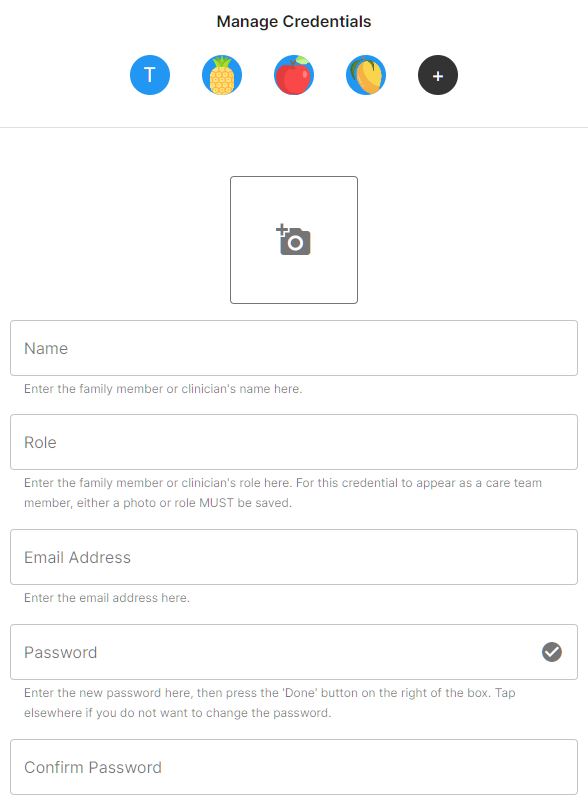 Manage Credentials
T
+
Name
Enter the family member or clinician's name here.
Role
Enter the family member or clinician's role here. For this credential to appear as a care team
member, either a photo or role MUST be saved.
Email Address
Enter the email address here.
Password
Enter the new password here, then press the 'Done' button on the right of the box. Tap
elsewhere if you do not want to change the password.
Confirm Password